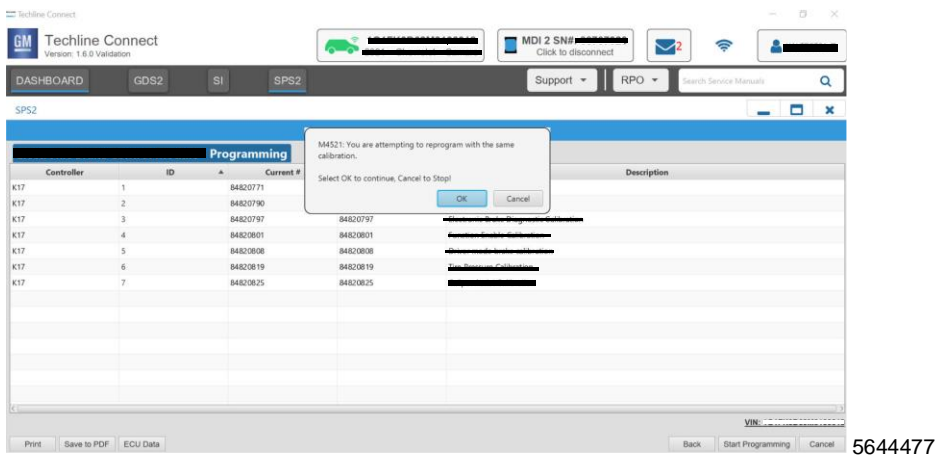 Techline Connect
GM Techline Connect
Version: 1.6.0 Validation
MDI 2 SN#
Click to disconnect
2
DASHBOARD GDS2 SI SPS2 Support RPO Search Service Manuals
SPS2
Programming
M4521: You are attempting to reprogram with the same
calibration.
Select OK to continue, Cancel to Stop!
OK Cancel
Controller ID Current # Description
K17 1 84820771
K17 2 84820790
K17 3 84820797 84820797
K17 4 84820801 84820801
K17 5 84820808 84820808
K17 6 84820819 84820819
K17 7 84820825 84820825
VIN:
Print Save to PDF ECU Data Back Start Programming Cancel
5644477